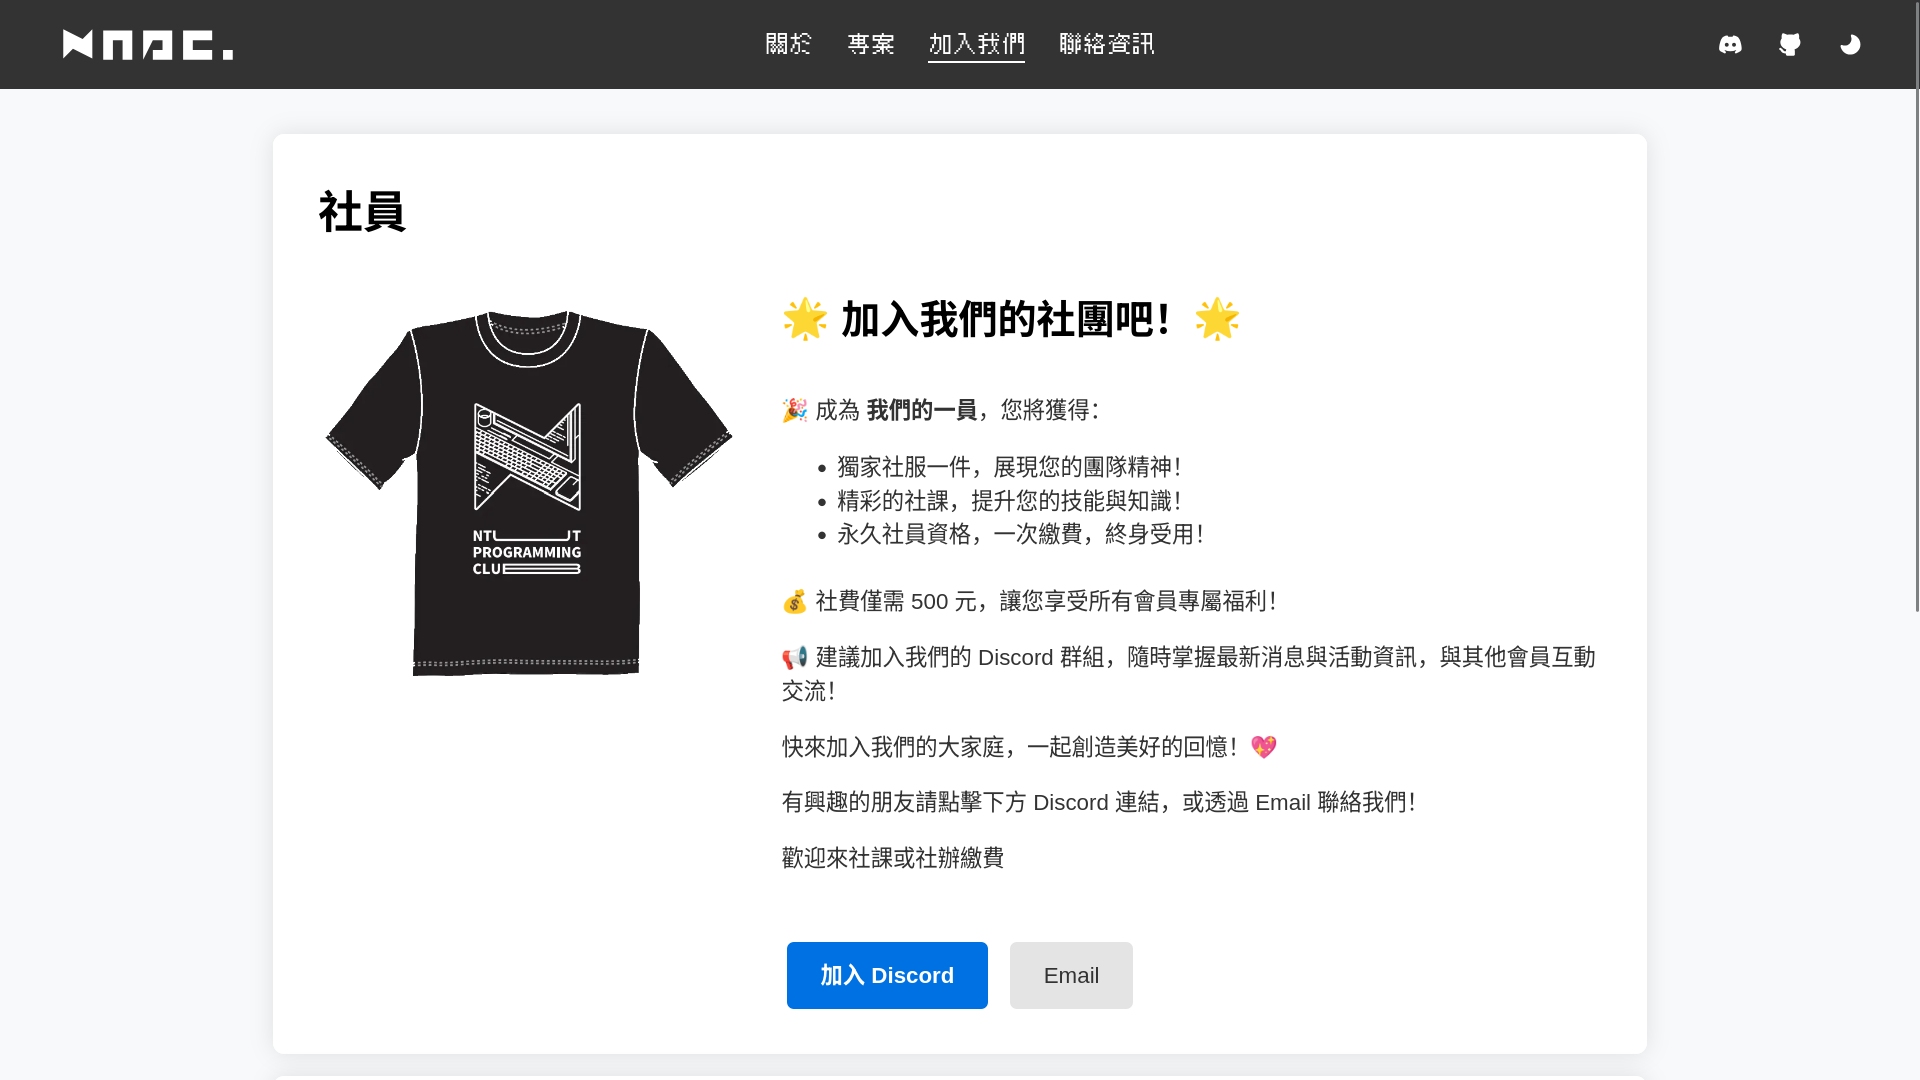 NNPC.
關於
專案
加入我們
聯絡資訊
社員
NTUT
PROGRAMMING
CLUB
🌟 加入我們的社團吧！🌟
🎉 成為 我們的一員，您將獲得：
• 獨家社服一件，展現您的團隊精神！
• 精彩的社課，提升您的技能與知識！
• 永久社員資格，一次繳費，終身受用！
💰 社費僅需 500 元，讓您享受所有會員專屬福利！
📢 建議加入我們的 Discord 群組，隨時掌握最新消息與活動資訊，與其他會員互動
交流！
快來加入我們的大家庭，一起創造美好的回憶！💖
有興趣的朋友請點擊下方 Discord 連結，或透過 Email 聯絡我們！
歡迎來社課或社辦繳費
加入 Discord
Email